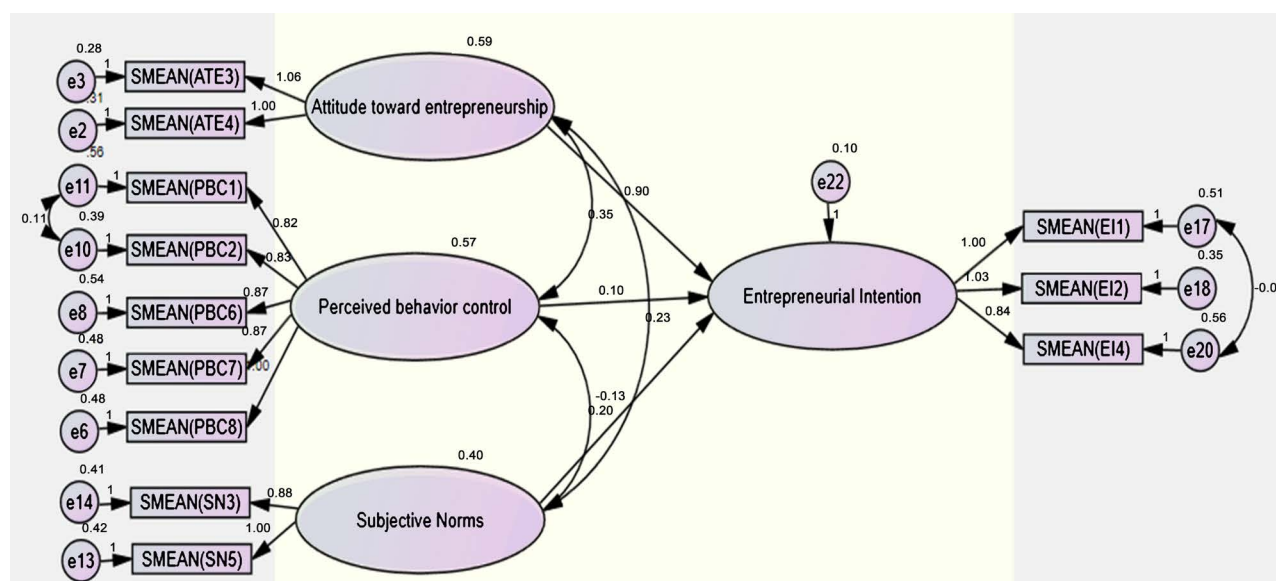 0.28
e3
1
SMEAN(ATE3)
1.06
0.59
Attitude toward entrepreneurship
.31
e2
1
SMEAN(ATE4)
1.00
.56
e11
1
SMEAN(PBC1)
0.82
0.11
0.39
e10
1
SMEAN(PBC2)
0.83
0.54
e8
1
SMEAN(PBC6)
0.87
0.57
Perceived behavior control
0.48
e7
1
SMEAN(PBC7)
0.87
.00
0.48
e6
1
SMEAN(PBC8)
0.41
e14
1
SMEAN(SN3)
0.88
0.40
Subjective Norms
0.42
e13
1
SMEAN(SN5)
1.00
0.35
0.23
0.20
0.90
0.10
-0.13
0.10
e22
1
Entrepreneurial Intention
1.00
SMEAN(EI1)
1
e17
0.51
1.03
SMEAN(EI2)
1
e18
0.35
0.84
SMEAN(EI4)
1
e20
0.56
-0.0